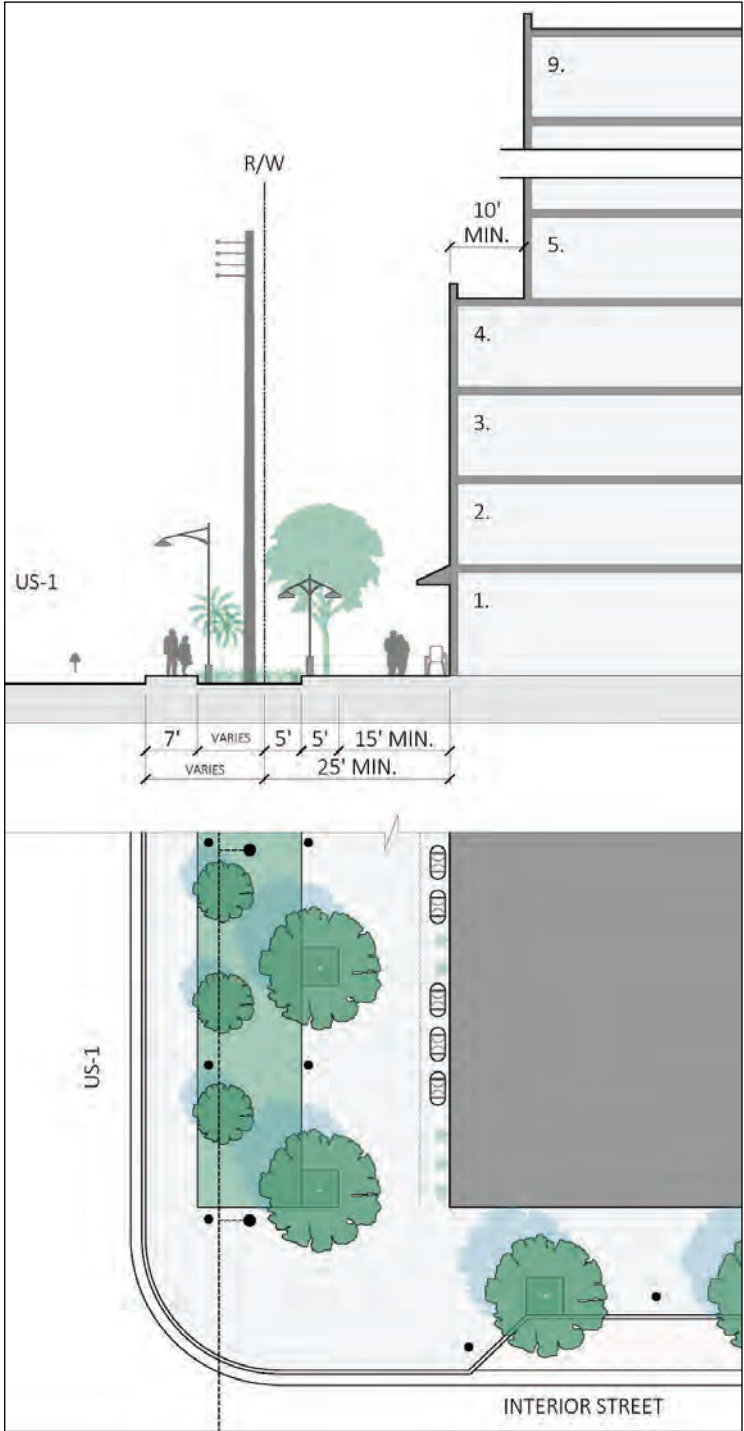 9.
R/W
10'
MIN.
5.
4.
3.
2.
US-1
1.
7'
VARIES
5'
5'
15' MIN.
VARIES
25' MIN.
US-1
INTERIOR STREET